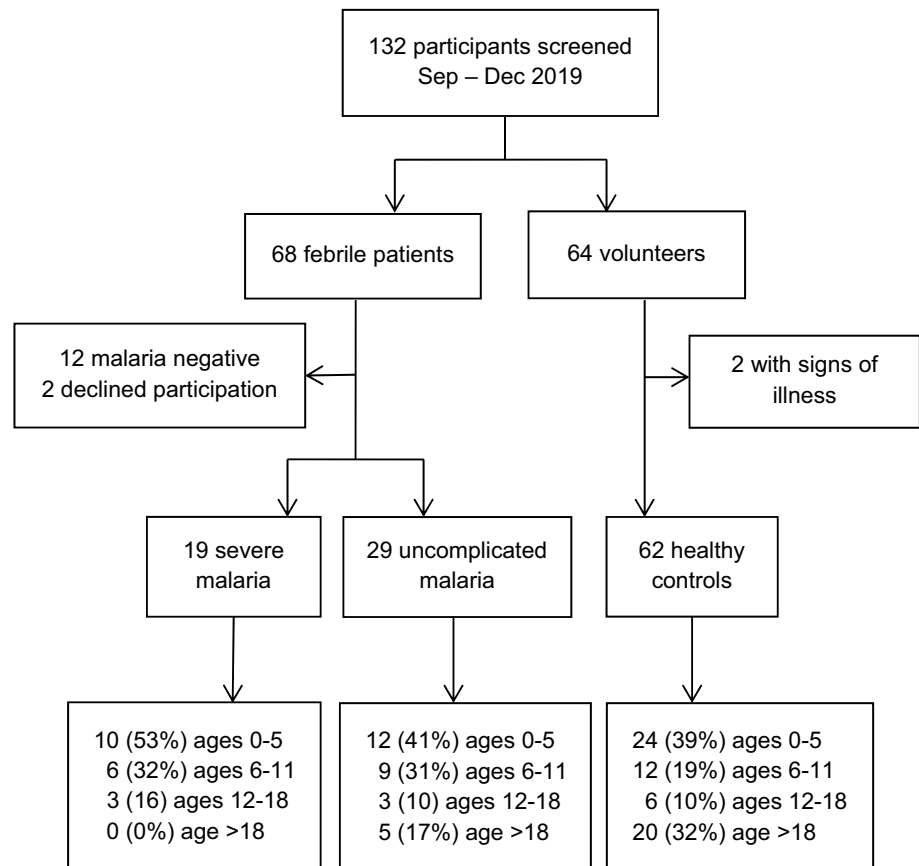 132 participants screened
Sep – Dec 2019
68 febrile patients
64 volunteers
12 malaria negative
2 declined participation
2 with signs of
illness
19 severe
malaria
29 uncomplicated
malaria
62 healthy
controls
10 (53%) ages 0-5
6 (32%) ages 6-11
3 (16) ages 12-18
0 (0%) age >18
12 (41%) ages 0-5
9 (31%) ages 6-11
3 (10) ages 12-18
5 (17%) age >18
24 (39%) ages 0-5
12 (19%) ages 6-11
6 (10%) ages 12-18
20 (32%) age >18